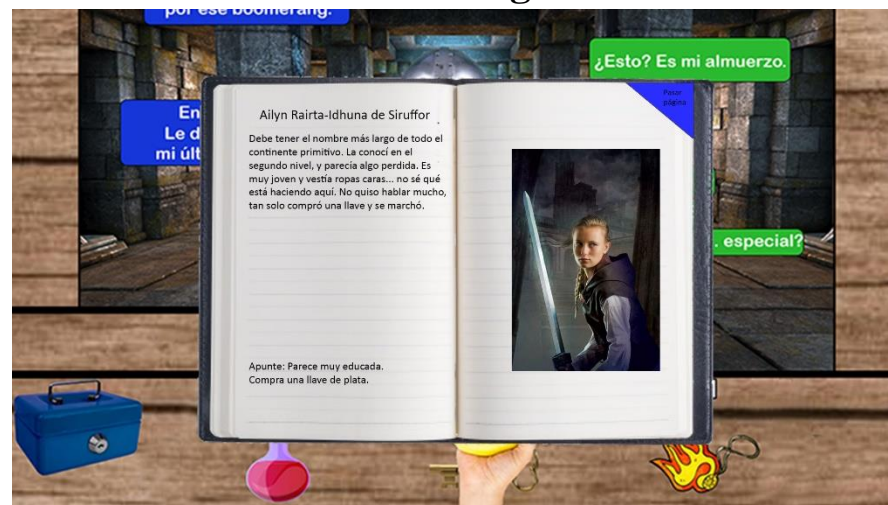 por ese boomerang.
¿Esto? Es mi almuerzo.
Pasar
página
En
Le d
mi últ
Ailyn Rairta-Idhuna de Siruffor
Debe tener el nombre más largo de todo el
continente primitivo. La conocí en el
segundo nivel, y parecía algo perdida. Es
muy joven y vestía ropas caras... no sé qué
está haciendo aquí. No quiso hablar mucho,
tan solo compró una llave y se marchó.
. especial?
Apunte: Parece muy educada.
Compra una llave de plata.